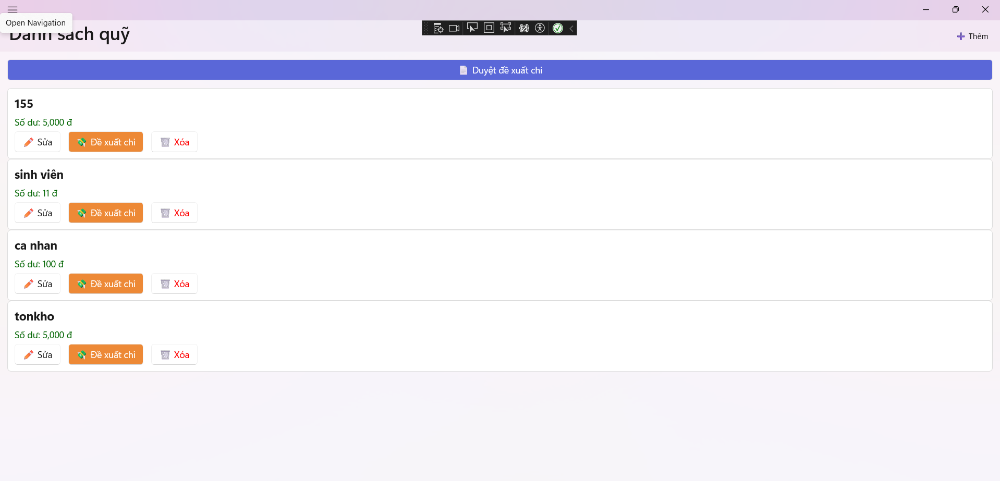 Open Navigation
Danh sách quỹ
Thêm
Duyệt đề xuất chi
155
Số dư: 5,000 đ
Sửa Đề xuất chi Xóa
sinh viên
Số dư: 11 đ
Sửa Đề xuất chi Xóa
ca nhan
Số dư: 100 đ
Sửa Đề xuất chi Xóa
tonkho
Số dư: 5,000 đ
Sửa Đề xuất chi Xóa